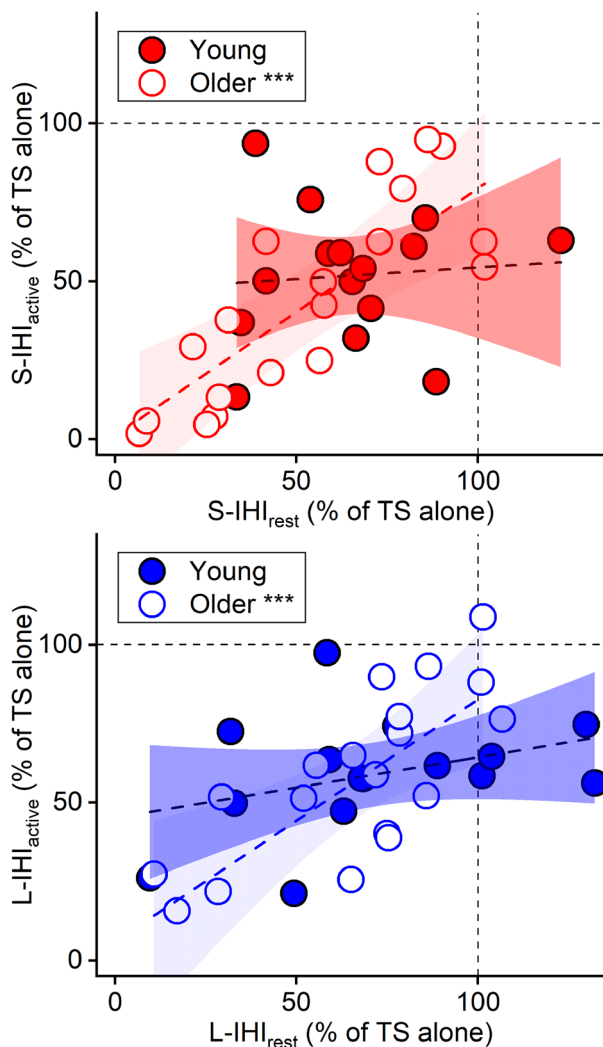 Young
Older ***
100
50
0
S-IHIactive (% of TS alone)
0 50 100
S-IHIrest (% of TS alone)
Young
Older ***
100
50
0
L-IHIactive (% of TS alone)
0 50 100
L-IHIrest (% of TS alone)